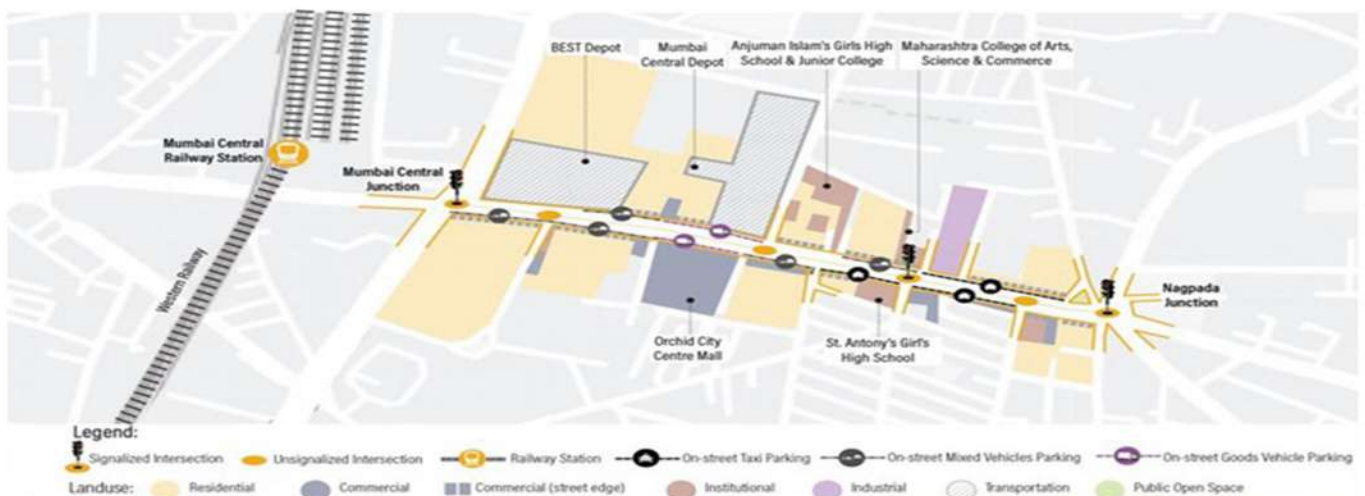 BEST Depot
Mumbai
Central Depot
Anjuman Islam's Girls High
School & Junior College
Maharashtra College of Arts,
Science & Commerce
Mumbai Central
Railway Station
Mumbai Central
Junction
Western Railway
Nagpada
Junction
Orchid City
Centre Mall
St. Antony's Girl's
High School
Legend:
Signalized Intersection
Unsignalized Intersection
Railway Station
On-street Taxi Parking
On-street Mixed Vehicles Parking
On-street Goods Vehicle Parking
Landuse:
Residential
Commercial
Commercial (street edge)
Institutional
Industrial
Transportation
Public Open Space